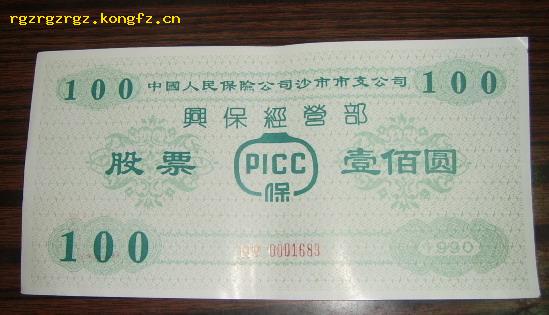 rgzrgzrgz.kongfz.cn
100 中國人民保險公司沙市市支公司 100
興保經營部
股票 PICC 保 壹佰圆
100 0001683 1990